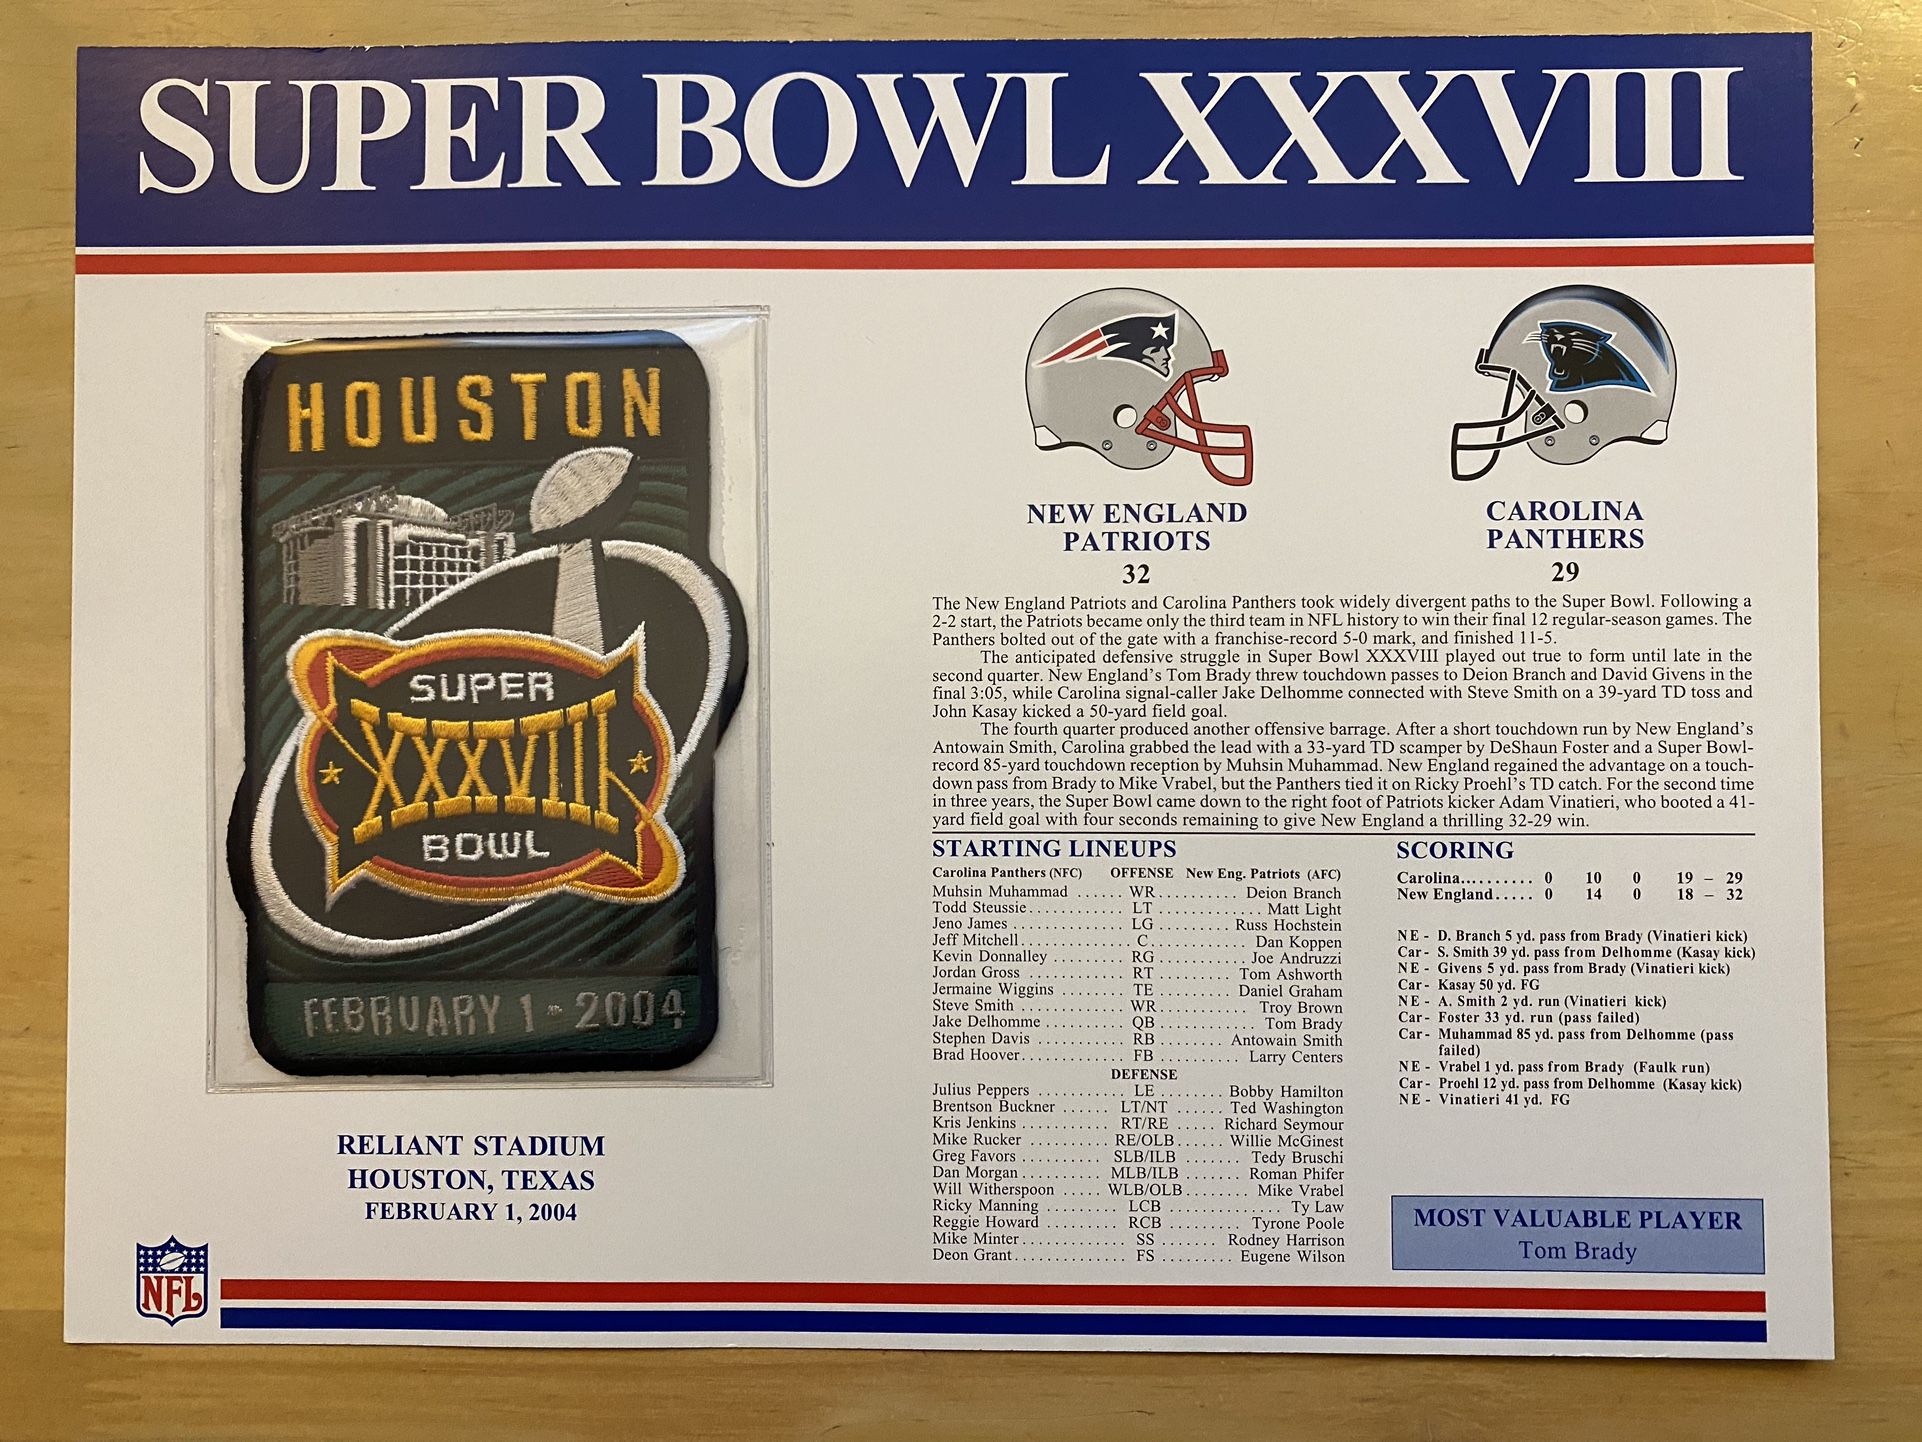 SUPER BOWL XXXVIII
HOUSTON
SUPER
XXXVIII
BOWL
FEBRUARY 1 - 2004
RELIANT STADIUM
HOUSTON, TEXAS
FEBRUARY 1, 2004
NFL
NEW ENGLAND
PATRIOTS
32
CAROLINA
PANTHERS
29
The New England Patriots and Carolina Panthers took widely divergent paths to the Super Bowl. Following a
2-2 start, the Patriots became only the third team in NFL history to win their final 12 regular-season games. The
Panthers bolted out of the gate with a franchise-record 5-0 mark, and finished 11-5.
The anticipated defensive struggle in Super Bowl XXXVIII played out true to form until late in the
second quarter. New England's Tom Brady threw touchdown passes to Deion Branch and David Givens in the
final 3:05, while Carolina signal-caller Jake Delhomme connected with Steve Smith on a 39-yard TD toss and
John Kasay kicked a 50-yard field goal.
The fourth quarter produced another offensive barrage. After a short touchdown run by New England's
Antowain Smith, Carolina grabbed the lead with a 33-yard TD scamper by DeShaun Foster and a Super Bowl-
record 85-yard touchdown reception by Muhsin Muhammad. New England regained the advantage on a touch-
down pass from Brady to Mike Vrabel, but the Panthers tied it on Ricky Proehl's TD catch. For the second time
in three years, the Super Bowl came down to the right foot of Patriots kicker Adam Vinatieri, who booted a 41-
yard field goal with four seconds remaining to give New England a thrilling 32-29 win.
STARTING LINEUPS
Carolina Panthers (NFC) OFFENSE New Eng. Patriots (AFC)
Muhsin Muhammad ...... WR .......... Deion Branch
Todd Steussie ............ LT ............. Matt Light
Jeno James .............. LG ......... Russ Hochstein
Jeff Mitchell .............. C ............. Dan Koppen
Kevin Donnalley ......... RG ........... Joe Andruzzi
Jordan Gross ............ RT .......... Tom Ashworth
Jermaine Wiggins ........ TE .......... Daniel Graham
Steve Smith ............. WR ............ Troy Brown
Jake Delhomme .......... QB ............. Tom Brady
Stephen Davis ........... RB ........ Antowain Smith
Brad Hoover ............. FB .......... Larry Centers
DEFENSE
Julius Peppers ........... LE ........ Bobby Hamilton
Brentson Buckner ...... LT/NT ...... Ted Washington
Kris Jenkins ............ RT/RE ..... Richard Seymour
Mike Rucker .......... RE/OLB ...... Willie McGinest
Greg Favors .......... SLB/ILB ....... Tedy Bruschi
Dan Morgan .......... MLB/ILB ....... Roman Phifer
Will Witherspoon ..... WLB/OLB ........ Mike Vrabel
Ricky Manning ......... LCB ............. Ty Law
Reggie Howard ......... RCB ......... Tyrone Poole
Mike Minter ............. SS ....... Rodney Harrison
Deon Grant .............. FS ......... Eugene Wilson
SCORING
Carolina.......... 0 10 0 19 – 29
New England..... 0 14 0 18 – 32
NE - D. Branch 5 yd. pass from Brady (Vinatieri kick)
Car - S. Smith 39 yd. pass from Delhomme (Kasay kick)
NE - Givens 5 yd. pass from Brady (Vinatieri kick)
Car - Kasay 50 yd. FG
NE - A. Smith 2 yd. run (Vinatieri kick)
Car - Foster 33 yd. run (pass failed)
Car - Muhammad 85 yd. pass from Delhomme (pass
failed)
NE - Vrabel 1 yd. pass from Brady (Faulk run)
Car - Proehl 12 yd. pass from Delhomme (Kasay kick)
NE - Vinatieri 41 yd. FG
MOST VALUABLE PLAYER
Tom Brady